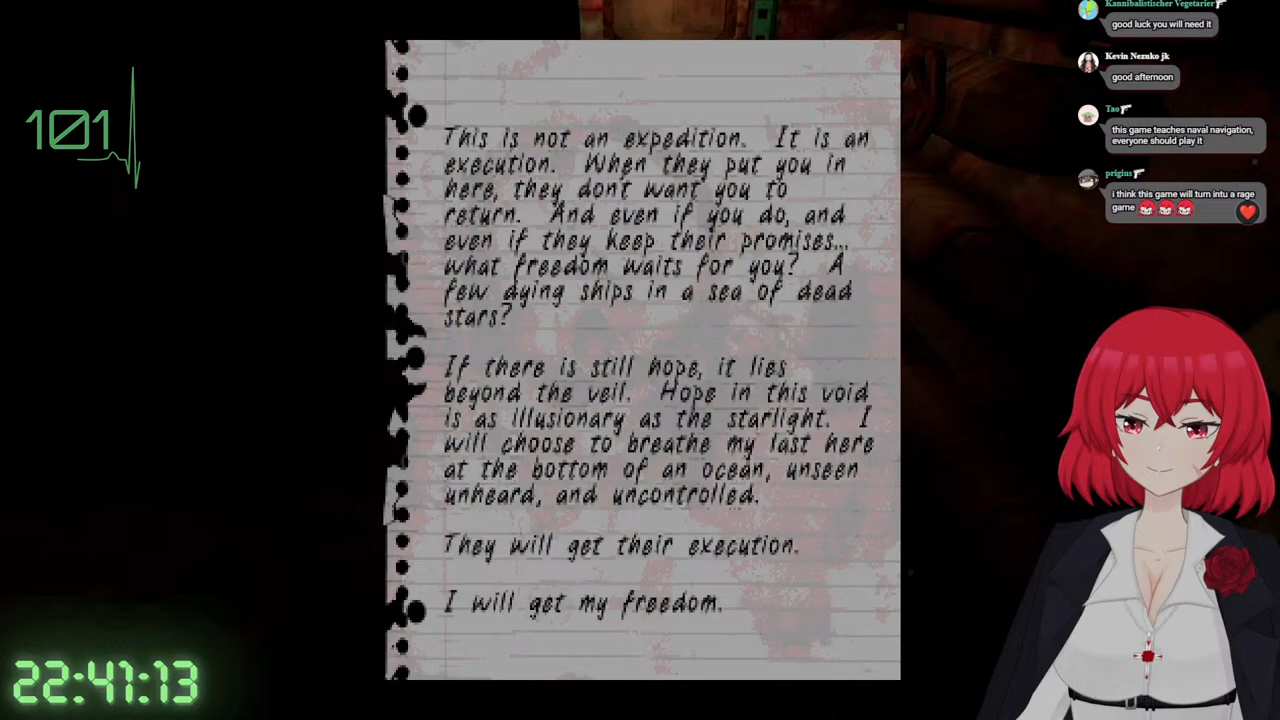 Kannibalistischer Vegetarier
good luck you will need it
101
Kevin Nezuko jk
good afternoon
Tao
this game teaches naval navigation,
everyone should play it
prigius
i think this game will turn intu a rage
game
This is not an expedition. It is an
execution. When they put you in
here, they don't want you to
return. And even if you do, and
even if they keep their promises...
what freedom waits for you? A
few dying ships in a sea of dead
stars?
If there is still hope, it lies
beyond the veil. Hope in this void
is as illusionary as the starlight. I
will choose to breathe my last here
at the bottom of an ocean, unseen
unheard, and uncontrolled.
They will get their execution.
I will get my freedom.
22:41:13